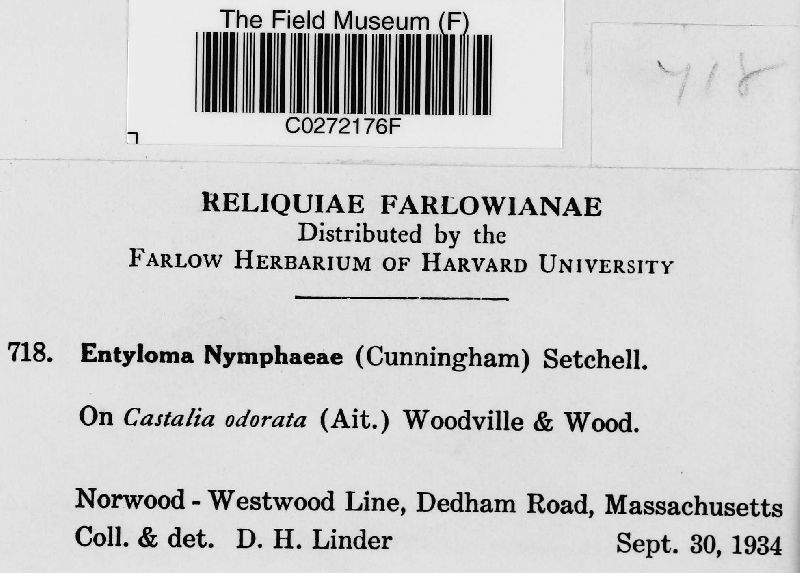 The Field Museum (F)
C0272176F
718
RELIQUIAE FARLOWIANAE
Distributed by the
FARLOW HERBARIUM OF HARVARD UNIVERSITY
718. Entyloma Nymphaeae (Cunningham) Setchell.
On Castalia odorata (Ait.) Woodville & Wood.
Norwood - Westwood Line, Dedham Road, Massachusetts
Coll. & det. D. H. Linder Sept. 30, 1934